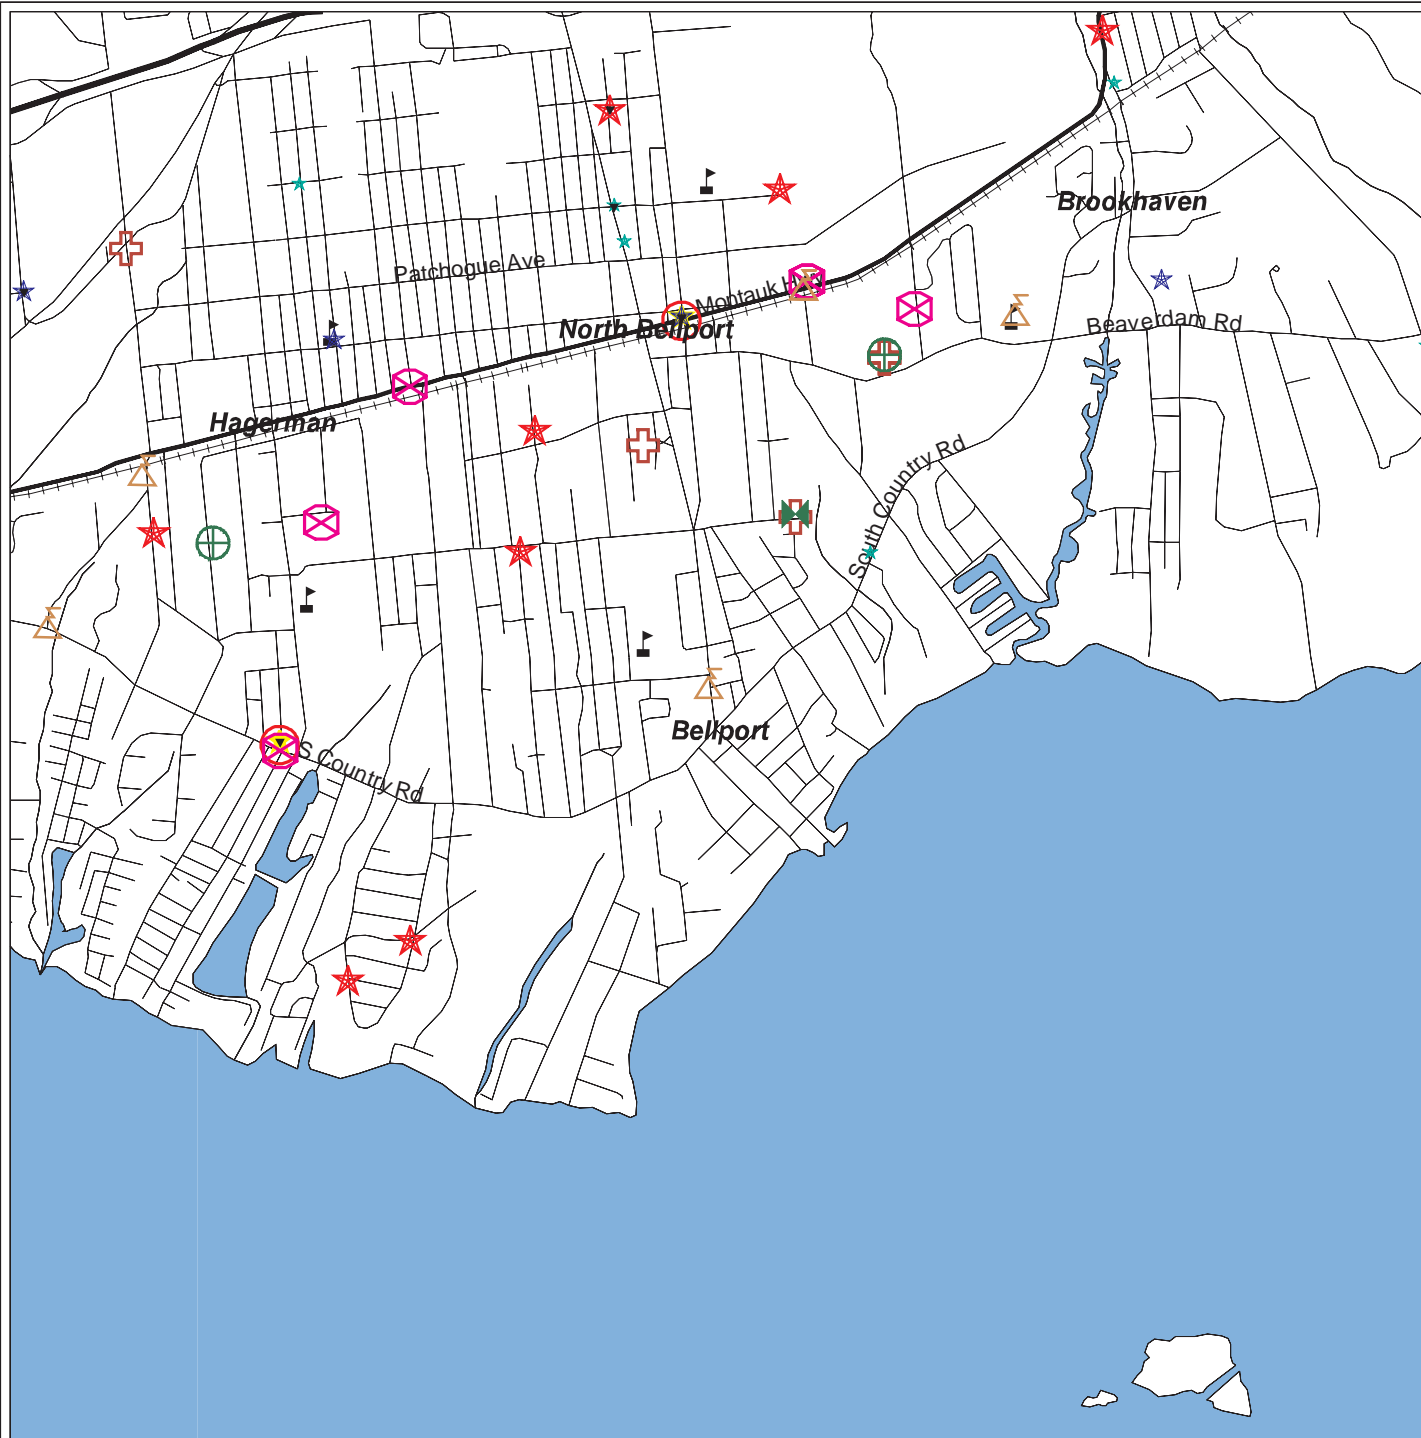 Brookhaven
Patchogue Ave
Montauk Hwy
North Bellport
Beaverdam Rd
Hagerman
South Country Rd
Bellport
S Country Rd